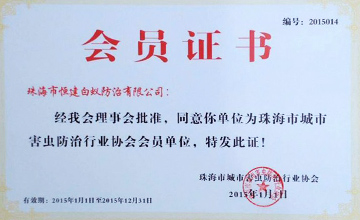 编号：2015014
会员证书
珠海市恒建白蚁防治有限公司：
经我会理事会批准，同意你单位为珠海市城市
害虫防治行业协会会员单位，特发此证！
珠海市城市害虫防治行业协会
2015年1月1日
有效期：2015年1月1日至2015年12月31日